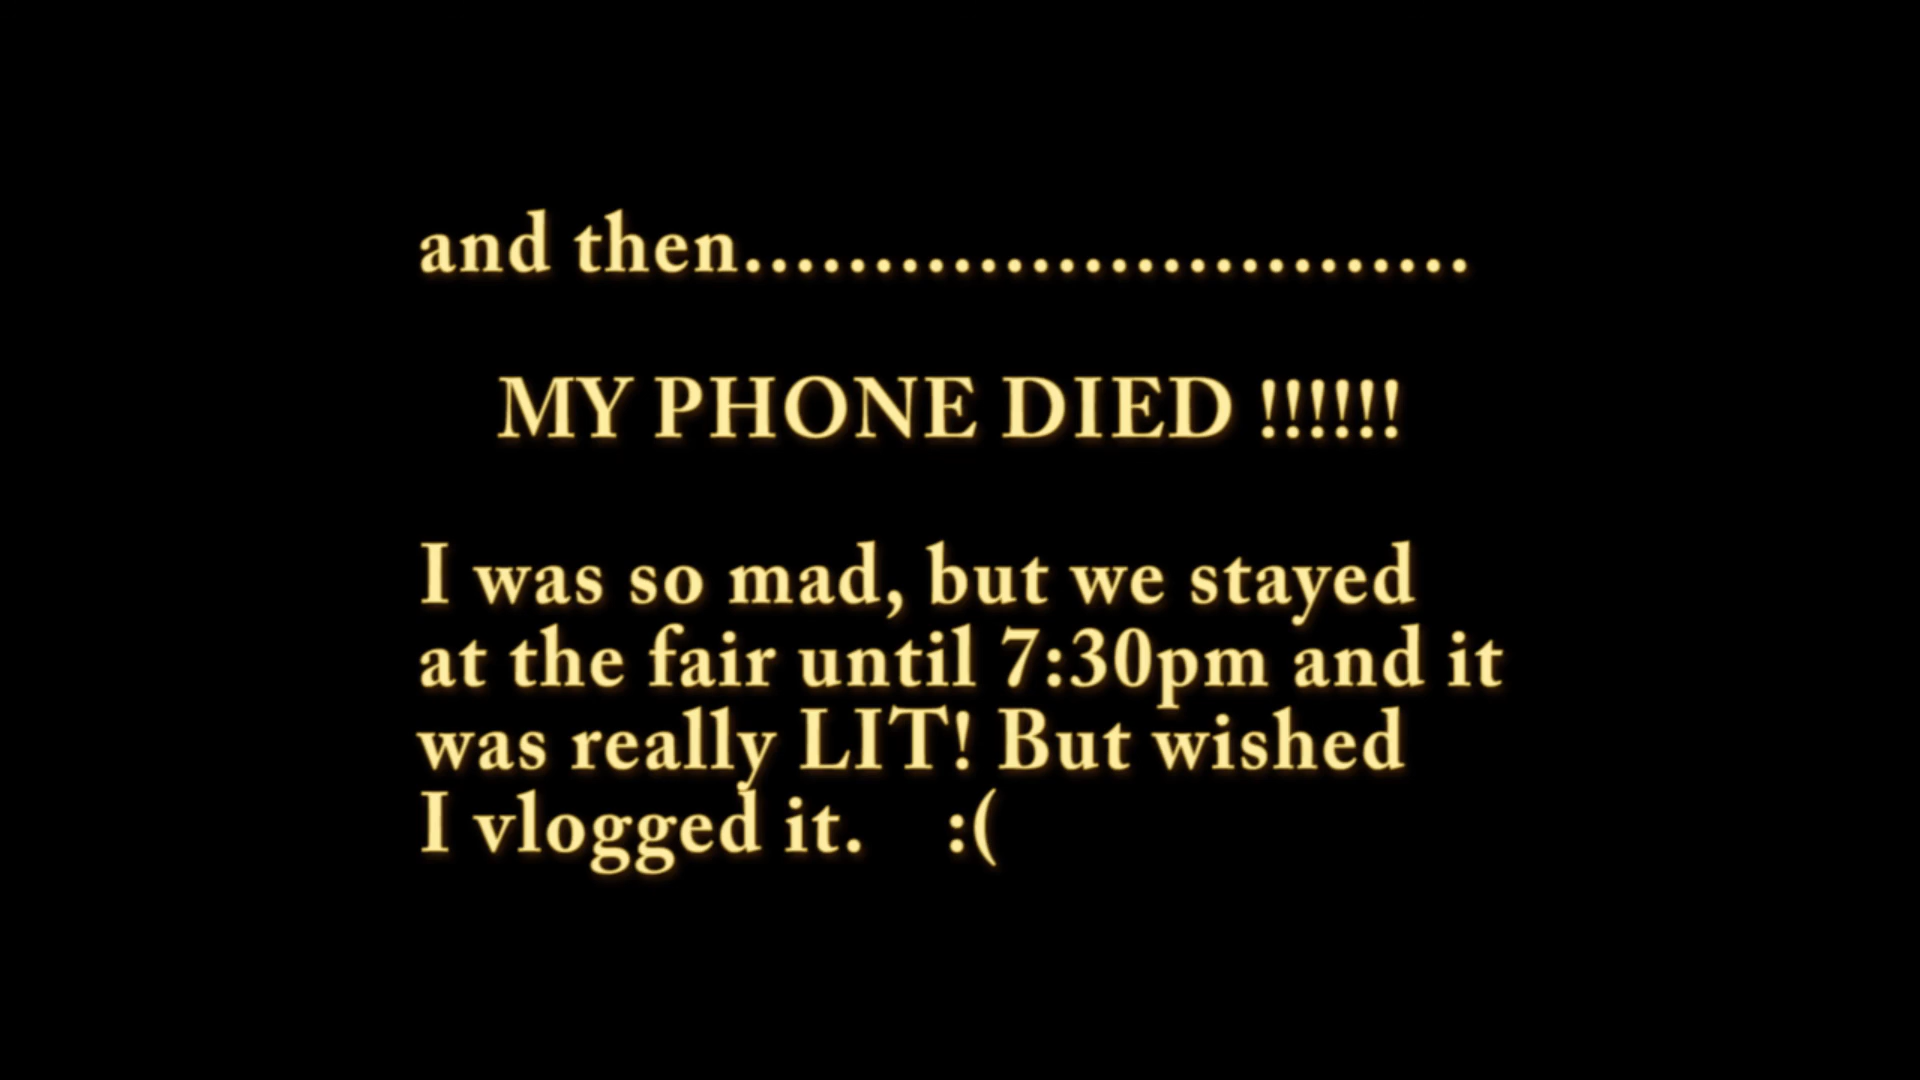 and then............................
MY PHONE DIED !!!!!!
I was so mad, but we stayed
at the fair until 7:30pm and it
was really LIT! But wished
I vlogged it.    :(